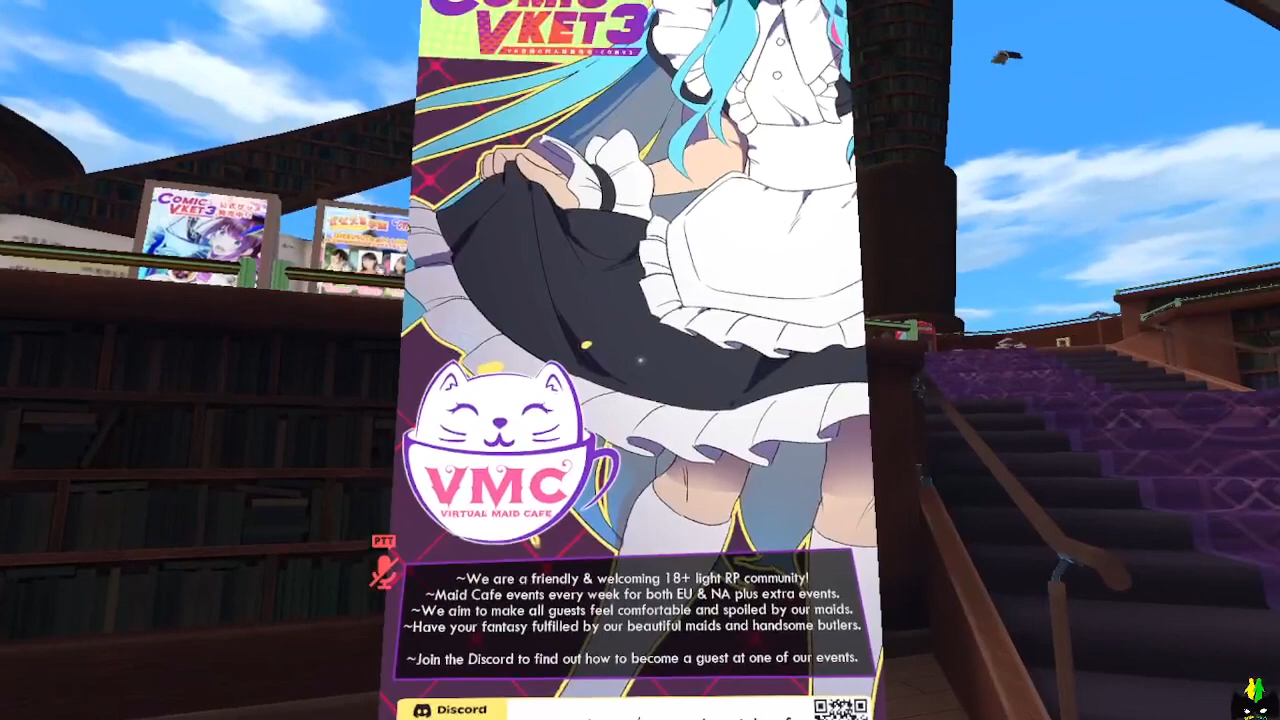 COMIC
VKET3
COMIC
VKET3
VMC
VIRTUAL MAID CAFE
PTT
~We are a friendly & welcoming 18+ light RP community!
~Maid Cafe events every week for both EU & NA plus extra events.
~We aim to make all guests feel comfortable and spoiled by our maids.
~Have your fantasy fulfilled by our beautiful maids and handsome butlers.
~Join the Discord to find out how to become a guest at one of our events.
Discord